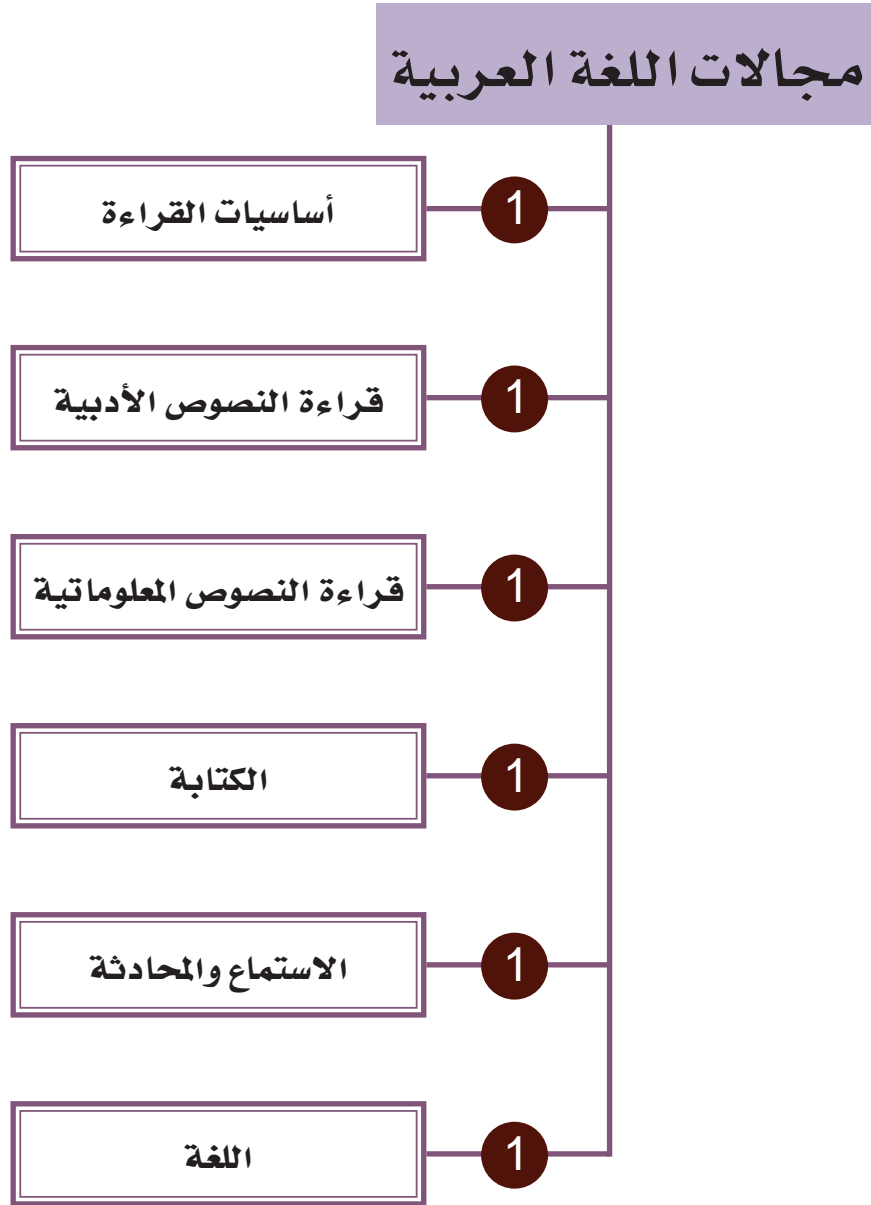 مجالات اللغة العربية
1
أساسيات القراءة
1
قراءة النصوص الأدبية
1
قراءة النصوص المعلوماتية
1
الكتابة
1
الاستماع والمحادثة
1
اللغة